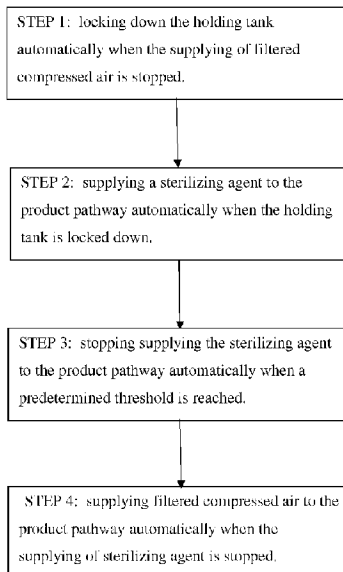 STEP 1: locking down the holding tank
automatically when the supplying of filtered
compressed air is stopped.
STEP 2: supplying a sterilizing agent to the
product pathway automatically when the holding
tank is locked down.
STEP 3: stopping supplying the sterilizing agent
to the product pathway automatically when a
predetermined threshold is reached.
STEP 4: supplying filtered compressed air to the
product pathway automatically when the
supplying of sterilizing agent is stopped.